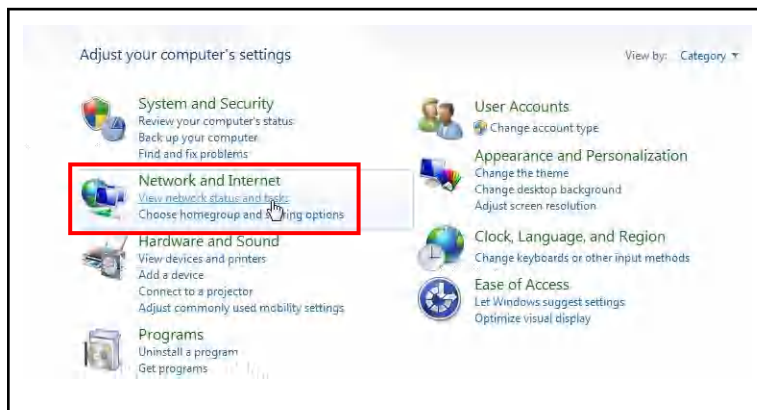 Adjust your computer's settings
View by: Category
System and Security
Review your computer's status
Back up your computer
Find and fix problems
Network and Internet
View network status and tasks
Choose homegroup and sharing options
Hardware and Sound
View devices and printers
Add a device
Connect to a projector
Adjust commonly used mobility settings
Programs
Uninstall a program
Get programs
User Accounts
Change account type
Appearance and Personalization
Change the theme
Change desktop background
Adjust screen resolution
Clock, Language, and Region
Change keyboards or other input methods
Ease of Access
Let Windows suggest settings
Optimize visual display